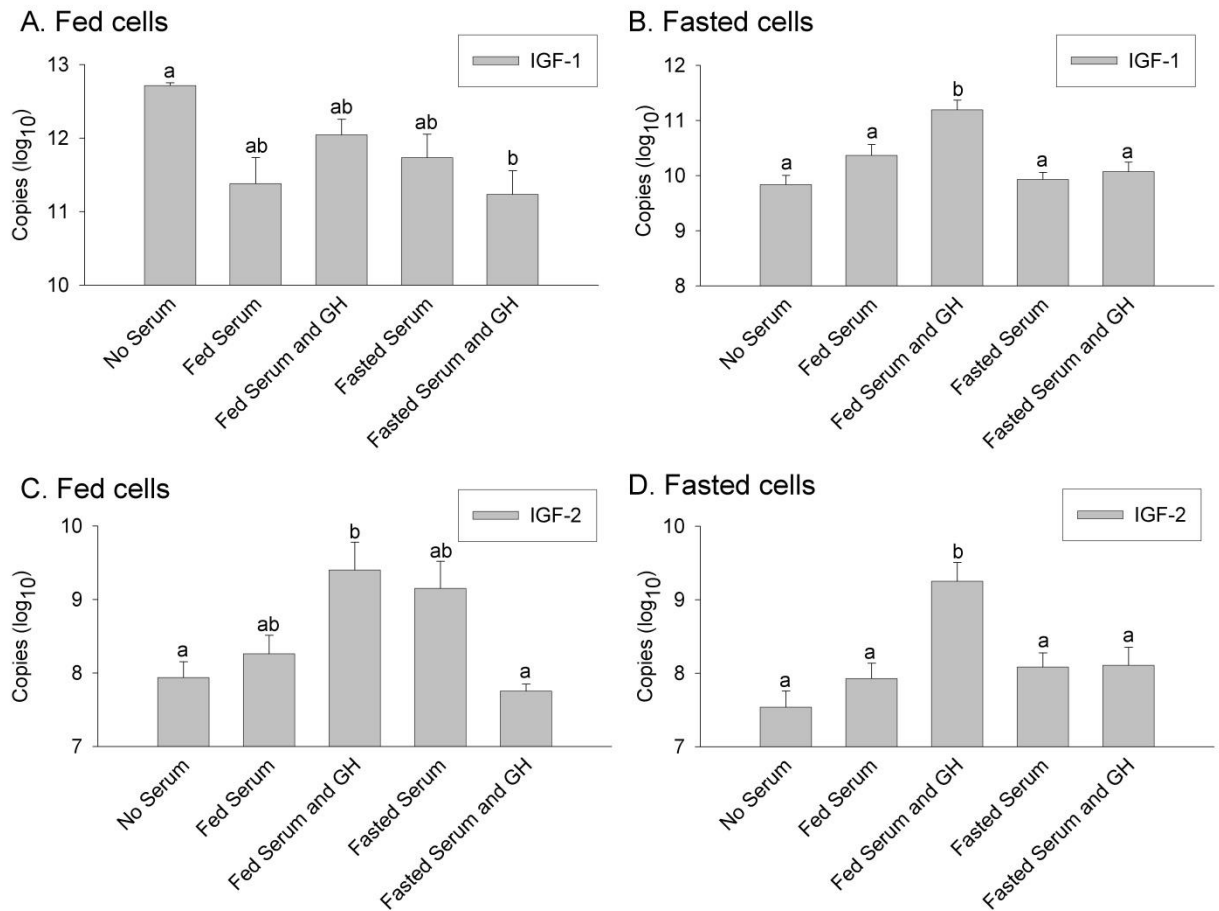 A. Fed cells
IGF-1
13
12
11
10
Copies (log10)
a
ab
ab
ab
b
No Serum
Fed Serum
Fed Serum and GH
Fasted Serum
Fasted Serum and GH
B. Fasted cells
IGF-1
12
11
10
9
8
Copies (log10)
a
a
b
a
a
No Serum
Fed Serum
Fed Serum and GH
Fasted Serum
Fasted Serum and GH
C. Fed cells
IGF-2
10
9
8
7
Copies (log10)
a
ab
b
ab
a
No Serum
Fed Serum
Fed Serum and GH
Fasted Serum
Fasted Serum and GH
D. Fasted cells
IGF-2
10
9
8
7
Copies (log10)
a
a
b
a
a
No Serum
Fed Serum
Fed Serum and GH
Fasted Serum
Fasted Serum and GH